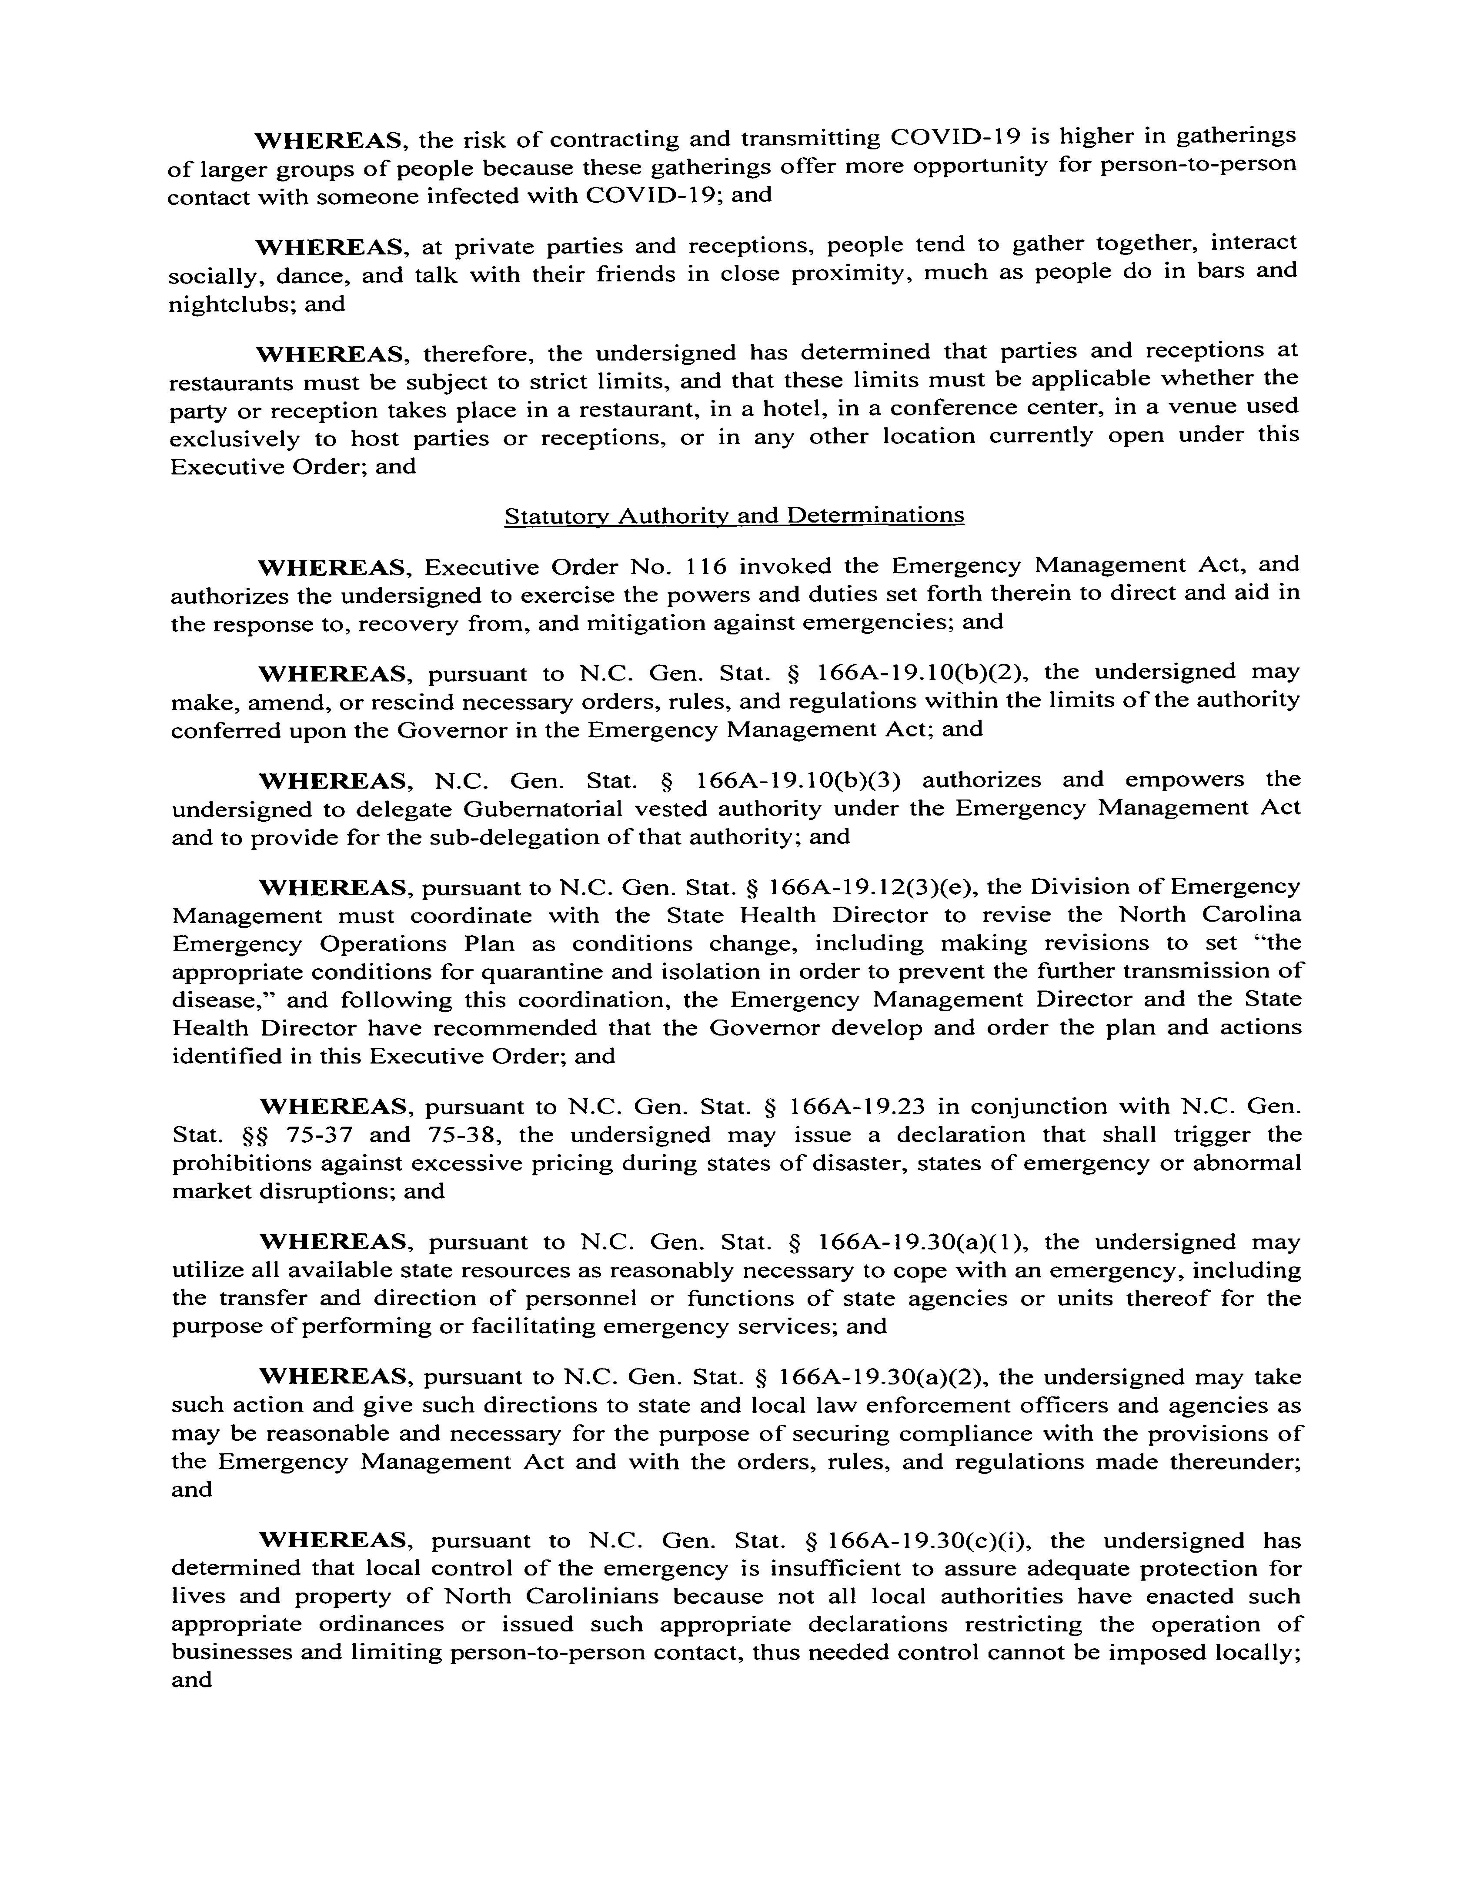 WHEREAS, the risk of contracting and transmitting COVID-19 is higher in gatherings
of larger groups of people because these gatherings offer more opportunity for person-to-person
contact with someone infected with COVID-19; and
WHEREAS, at private parties and receptions, people tend to gather together, interact
socially, dance, and talk with their friends in close proximity, much as people do in bars and
nightclubs; and
WHEREAS, therefore, the undersigned has determined that parties and receptions at
restaurants must be subject to strict limits, and that these limits must be applicable whether the
party or reception takes place in a restaurant, in a hotel, in a conference center, in a venue used
exclusively to host parties or receptions, or in any other location currently open under this
Executive Order; and
Statutory Authority and Determinations
WHEREAS, Executive Order No. 116 invoked the Emergency Management Act, and
authorizes the undersigned to exercise the powers and duties set forth therein to direct and aid in
the response to, recovery from, and mitigation against emergencies; and
WHEREAS, pursuant to N.C. Gen. Stat. § 166A-19.10(b)(2), the undersigned may
make, amend, or rescind necessary orders, rules, and regulations within the limits of the authority
conferred upon the Governor in the Emergency Management Act; and
WHEREAS, N.C. Gen. Stat. § 166A-19.10(b)(3) authorizes and empowers the
undersigned to delegate Gubernatorial vested authority under the Emergency Management Act
and to provide for the sub-delegation of that authority; and
WHEREAS, pursuant to N.C. Gen. Stat. § 166A-19.12(3)(e), the Division of Emergency
Management must coordinate with the State Health Director to revise the North Carolina
Emergency Operations Plan as conditions change, including making revisions to set “the
appropriate conditions for quarantine and isolation in order to prevent the further transmission of
disease,” and following this coordination, the Emergency Management Director and the State
Health Director have recommended that the Governor develop and order the plan and actions
identified in this Executive Order; and
WHEREAS, pursuant to N.C. Gen. Stat. § 166A-19.23 in conjunction with N.C. Gen.
Stat. §§ 75-37 and 75-38, the undersigned may issue a declaration that shall trigger the
prohibitions against excessive pricing during states of disaster, states of emergency or abnormal
market disruptions; and
WHEREAS, pursuant to N.C. Gen. Stat. § 166A-19.30(a)(1), the undersigned may
utilize all available state resources as reasonably necessary to cope with an emergency, including
the transfer and direction of personnel or functions of state agencies or units thereof for the
purpose of performing or facilitating emergency services; and
WHEREAS, pursuant to N.C. Gen. Stat. § 166A-19.30(a)(2), the undersigned may take
such action and give such directions to state and local law enforcement officers and agencies as
may be reasonable and necessary for the purpose of securing compliance with the provisions of
the Emergency Management Act and with the orders, rules, and regulations made thereunder;
and
WHEREAS, pursuant to N.C. Gen. Stat. § 166A-19.30(c)(i), the undersigned has
determined that local control of the emergency is insufficient to assure adequate protection for
lives and property of North Carolinians because not all local authorities have enacted such
appropriate ordinances or issued such appropriate declarations restricting the operation of
businesses and limiting person-to-person contact, thus needed control cannot be imposed locally;
and